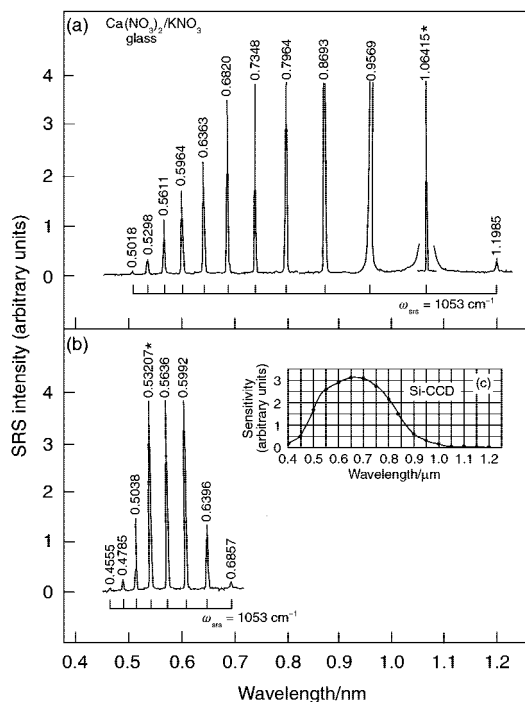 (a) Ca(NO3)2/KNO3
glass
0.5018
0.5298
0.5611
0.5964
0.6363
0.6820
0.7348
0.7964
0.8693
0.9569
1.06415*
1.1985
4
3
2
1
0
ωsrs = 1053 cm⁻¹
SRS intensity (arbitrary units)
(b)
0.4555
0.4785
0.5038
0.53207*
0.5636
0.5992
0.6396
0.6857
4
3
2
1
0
ωsrs = 1053 cm⁻¹
(c)
Si-CCD
Sensitivity
(arbitrary units)
3
2
1
0
0.4 0.5 0.6 0.7 0.8 0.9 1.0 1.1 1.2
Wavelength/μm
0.4 0.5 0.6 0.7 0.8 0.9 1.0 1.1 1.2
Wavelength/nm